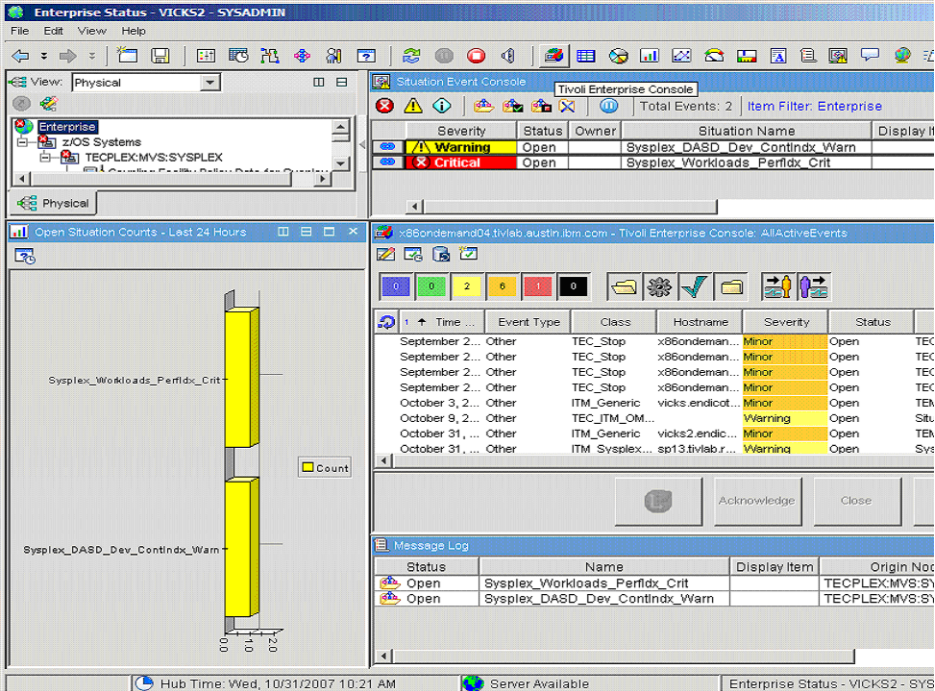 Enterprise Status - VICKS2 - SYSADMIN
File Edit View Help
View: Physical
Enterprise
z/OS Systems
TECPLEX:MVS:SYSPLEX
Physical
Situation Event Console
Tivoli Enterprise Console
Total Events: 2 Item Filter: Enterprise
Severity Status Owner Situation Name Display
Warning Open Sysplex_DASD_Dev_ContIndx_Warn
Critical Open Sysplex_Workloads_PerfIdx_Crit
Open Situation Counts - Last 24 Hours
Sysplex_Workloads_PerfIdx_Crit
Sysplex_DASD_Dev_ContIndx_Warn
Count
0.0 1.0 2.0
x86ondemand04.tivlab.austin.ibm.com - Tivoli Enterprise Console: AllActiveEvents
0 0 2 6 1 0
1 Time ... Event Type Class Hostname Severity Status
September 2... Other TEC_Stop x86ondeman... Minor Open TEC
September 2... Other TEC_Stop x86ondeman... Minor Open TEC
September 2... Other TEC_Stop x86ondeman... Minor Open TEC
September 2... Other TEC_Stop x86ondeman... Minor Open TEC
October 3, 2... Other ITM_Generic vicks.endicot... Minor Open TEM
October 9, 2... Other TEC_ITM_OM... Warning Open Situ
October 31, ... Other ITM_Generic vicks2.endic... Minor Open TEM
October 31, ... Other ITM_Sysplex... sp13.tivlab.r... Warning Open Sys
Acknowledge Close
Message Log
Status Name Display Item Origin Nod
Open Sysplex_Workloads_PerfIdx_Crit TECPLEX:MVS:SY
Open Sysplex_DASD_Dev_ContIndx_Warn TECPLEX:MVS:SY
Hub Time: Wed, 10/31/2007 10:21 AM Server Available Enterprise Status - VICKS2 - SYS